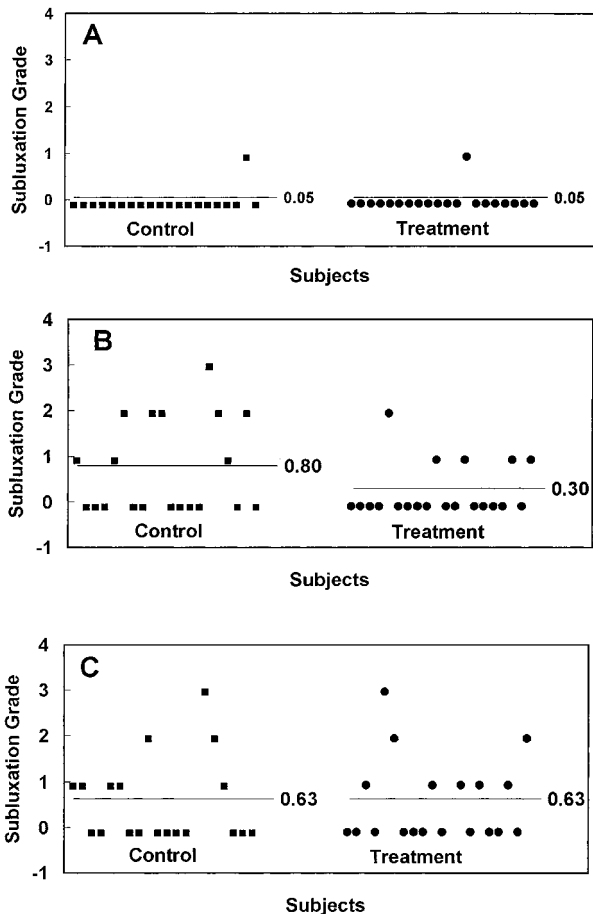 A
Subluxation Grade
4
3
2
1
0
-1
0.05
0.05
Control
Treatment
Subjects
B
Subluxation Grade
4
3
2
1
0
-1
0.80
0.30
Control
Treatment
Subjects
C
Subluxation Grade
4
3
2
1
0
-1
0.63
0.63
Control
Treatment
Subjects